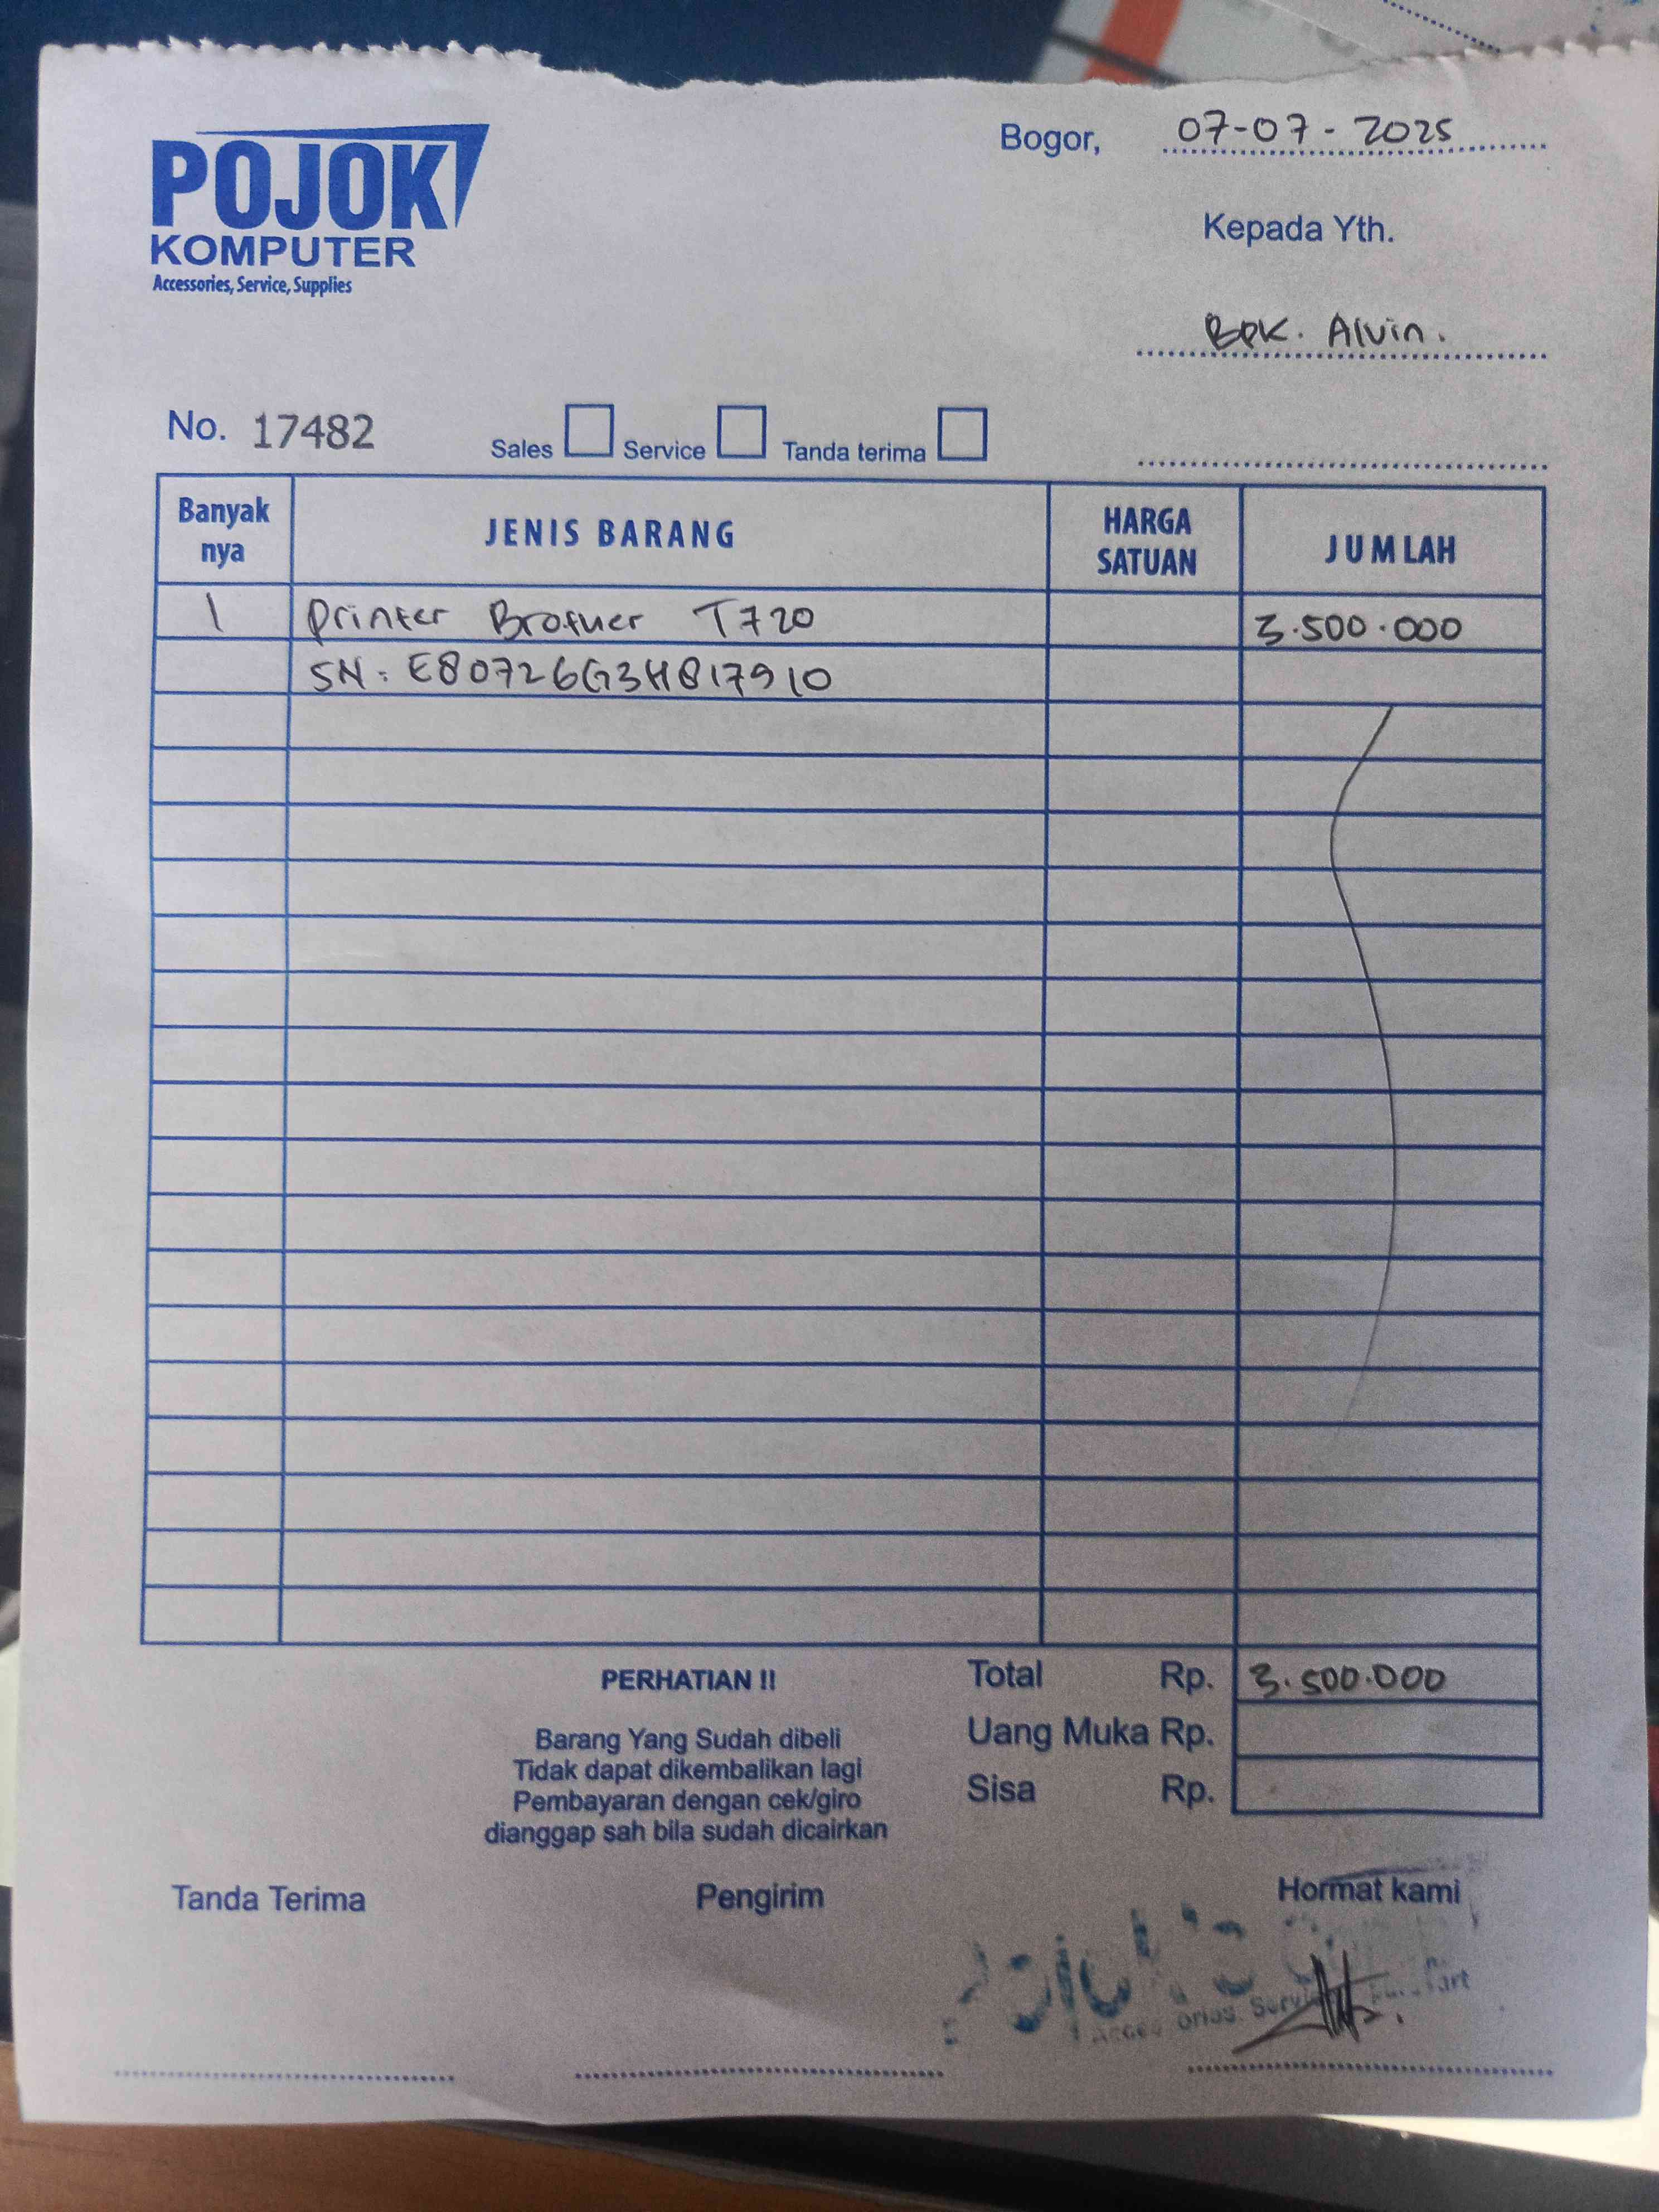 POJOK
KOMPUTER
Accessories, Service, Supplies
Bogor, 07-07-2025
Kepada Yth.
Bpk. Alvin.
No. 17482
Sales Service Tanda terima
Banyak nya JENIS BARANG HARGA SATUAN JUMLAH
1 Printer Brother T720 3.500.000
SN: E80726G3H817910
PERHATIAN !!
Barang Yang Sudah dibeli
Tidak dapat dikembalikan lagi
Pembayaran dengan cek/giro
dianggap sah bila sudah dicairkan
Total Rp. 3.500.000
Uang Muka Rp.
Sisa Rp.
Tanda Terima Pengirim Hormat kami